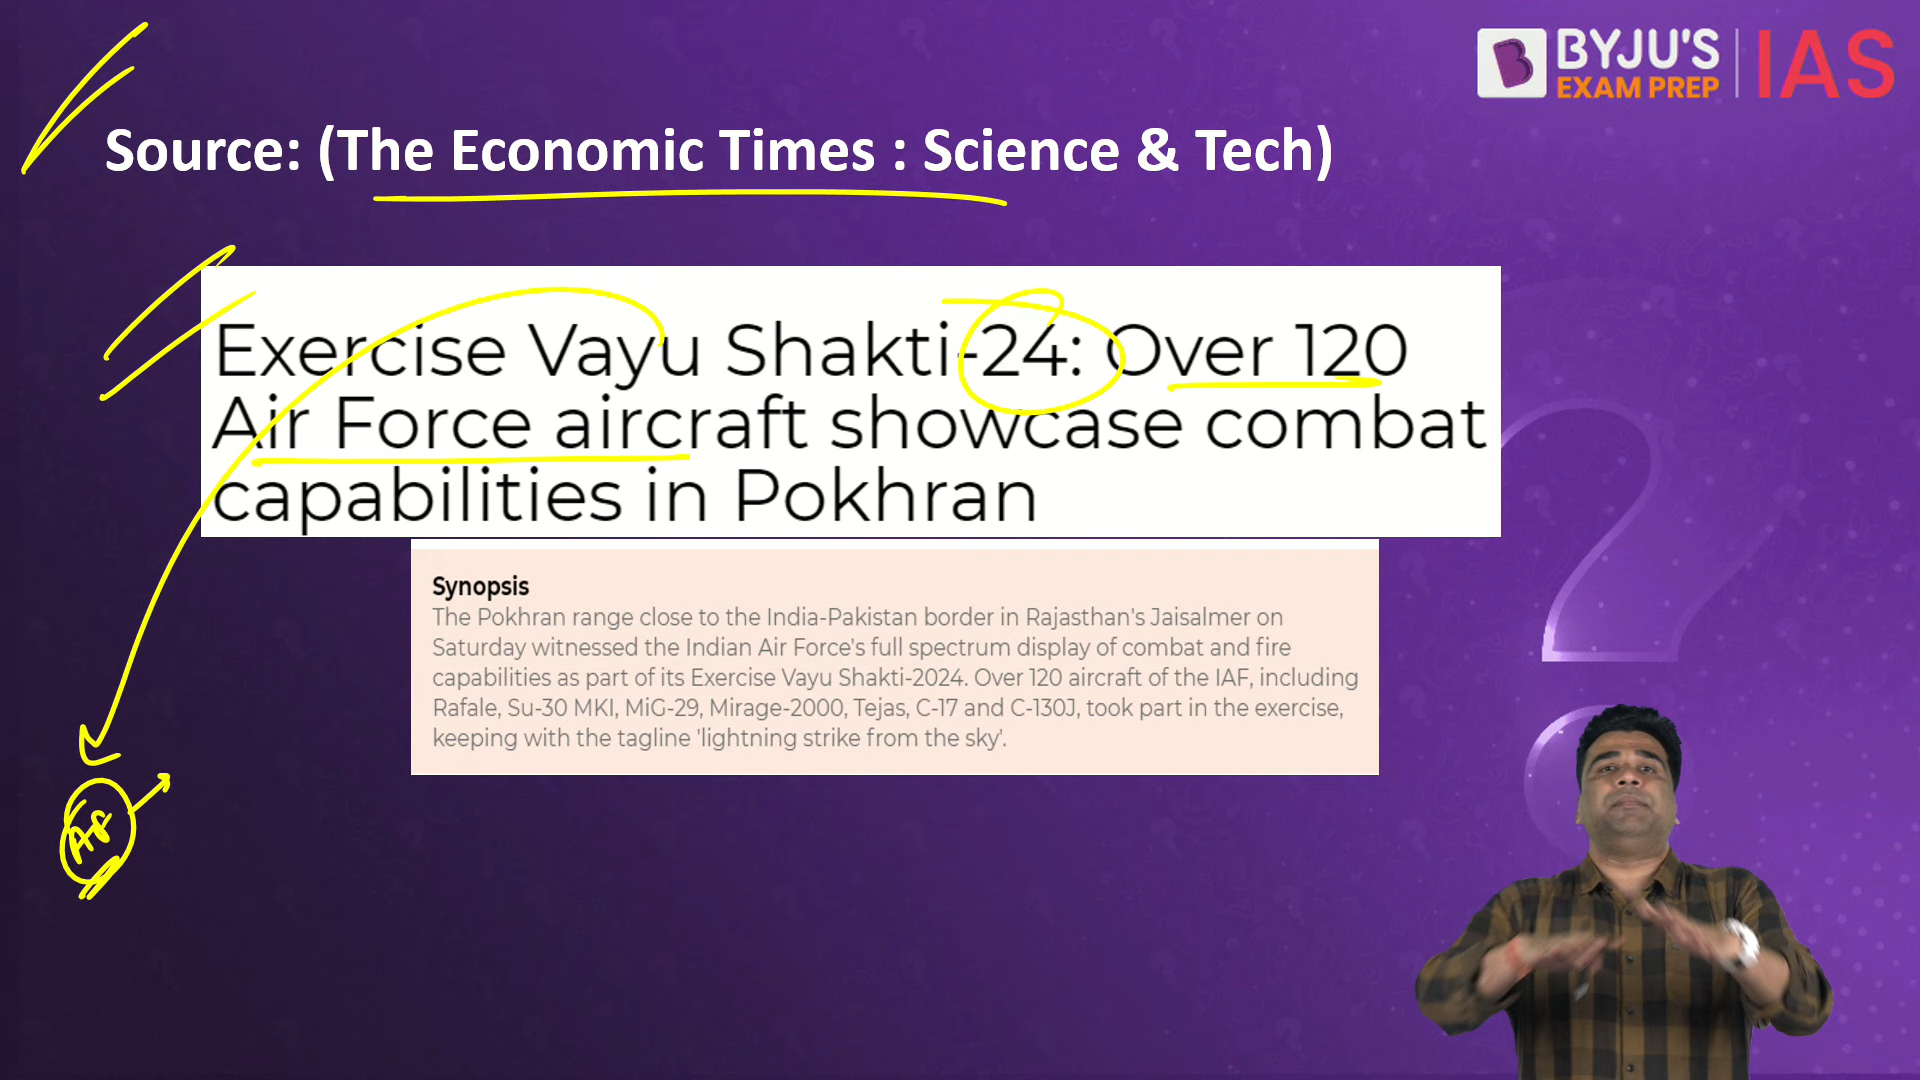 BYJU'S
EXAM PREP
IAS
Source: (The Economic Times : Science & Tech)
Exercise Vayu Shakti-24: Over 120
Air Force aircraft showcase combat
capabilities in Pokhran
Synopsis
The Pokhran range close to the India-Pakistan border in Rajasthan's Jaisalmer on
Saturday witnessed the Indian Air Force's full spectrum display of combat and fire
capabilities as part of its Exercise Vayu Shakti-2024. Over 120 aircraft of the IAF, including
Rafale, Su-30 MKI, MiG-29, Mirage-2000, Tejas, C-17 and C-130J, took part in the exercise,
keeping with the tagline 'lightning strike from the sky'.